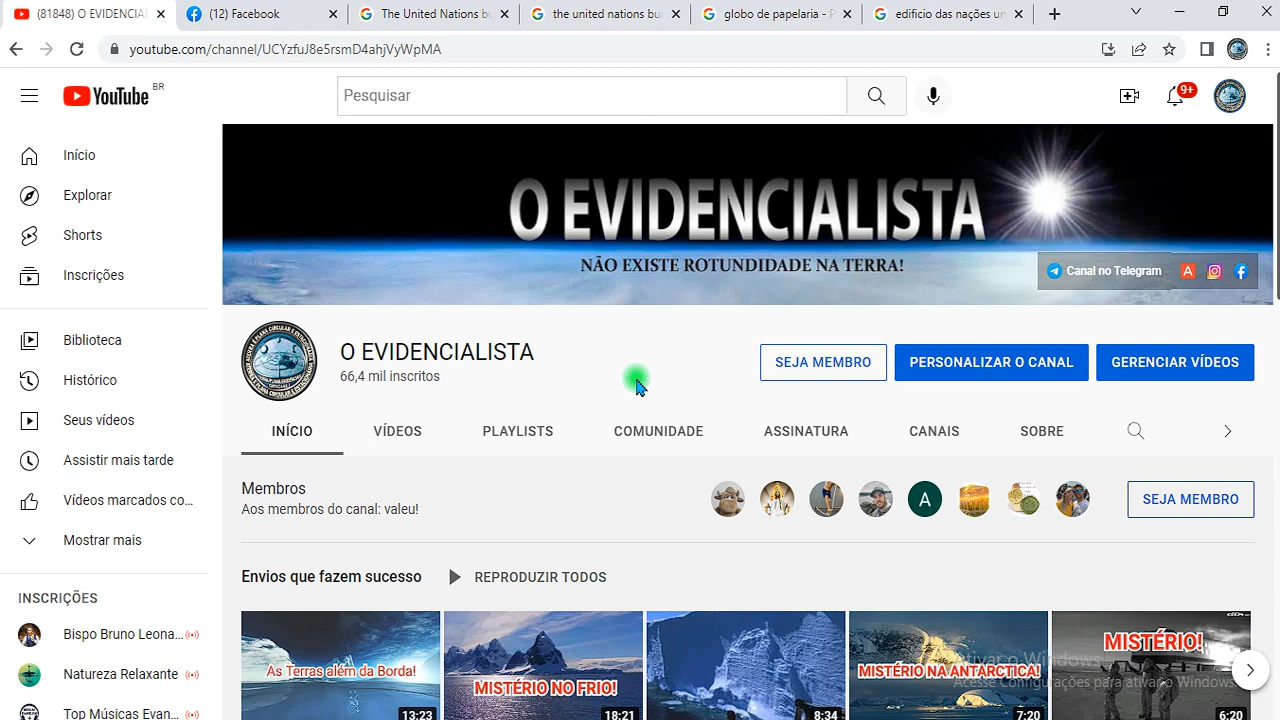 (81848) O EVIDENCIAL
(12) Facebook
The United Nations bu
the united nations bui
globo de papelaria - P
edifício das nações un
youtube.com/channel/UCYzfuJ8e5rsmD4ahjVyWpMA
YouTube BR
Pesquisar
9+
Início
Explorar
Shorts
Inscrições
Biblioteca
Histórico
Seus vídeos
Assistir mais tarde
Vídeos marcados co...
Mostrar mais
INSCRIÇÕES
Bispo Bruno Leona...
Natureza Relaxante
Top Músicas Evan...
O EVIDENCIALISTA
NÃO EXISTE ROTUNDIDADE NA TERRA!
Canal no Telegram
O EVIDENCIALISTA
66,4 mil inscritos
SEJA MEMBRO
PERSONALIZAR O CANAL
GERENCIAR VÍDEOS
INÍCIO
VÍDEOS
PLAYLISTS
COMUNIDADE
ASSINATURA
CANAIS
SOBRE
Membros
Aos membros do canal: valeu!
A
SEJA MEMBRO
Envios que fazem sucesso
REPRODUZIR TODOS
As Terras além da Borda!
13:23
MISTÉRIO NO FRIO!
18:21
8:34
MISTÉRIO NA ANTARCTICA!
7:20
MISTÉRIO!
6:20
Ativar o Windows
Acesse Configurações para ativar o Windows.